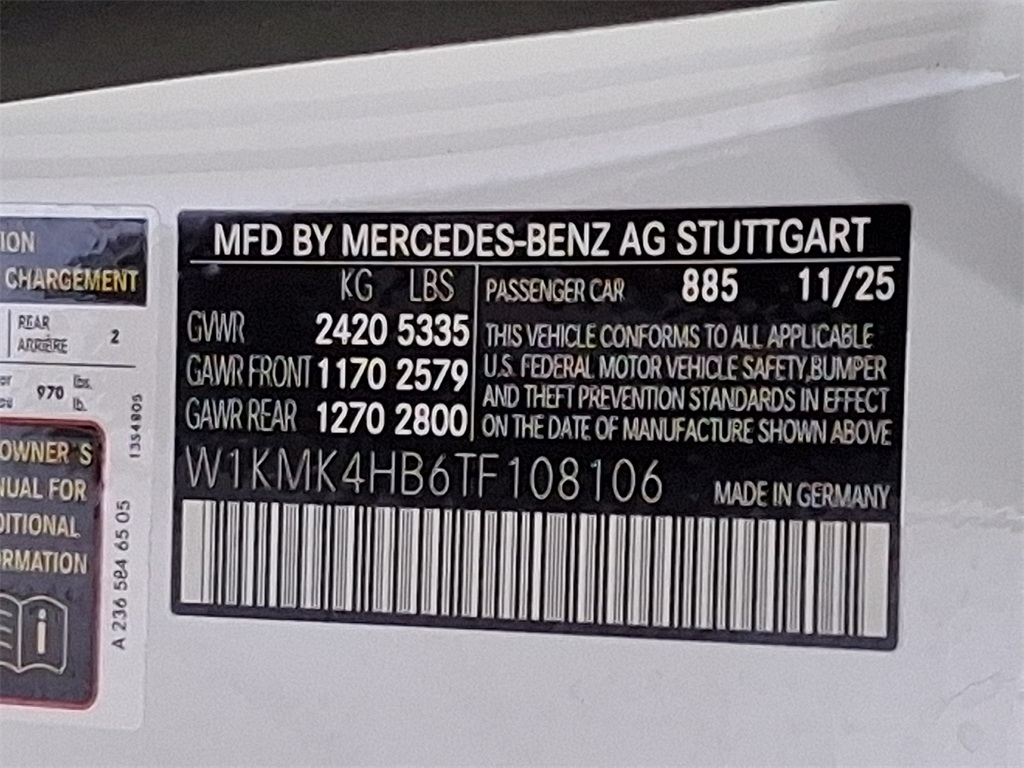 ION
CHARGEMENT
REAR
ARRIÈRE
2
970
lbs.
lb.
OWNER'S
NUAL FOR
DITIONAL
ORMATION
1354805
A 236 584 65 05
MFD BY MERCEDES-BENZ AG STUTTGART
KG LBS
GVWR 2420 5335
GAWR FRONT 1170 2579
GAWR REAR 1270 2800
PASSENGER CAR 885 11/25
THIS VEHICLE CONFORMS TO ALL APPLICABLE
U.S. FEDERAL MOTOR VEHICLE SAFETY,BUMPER
AND THEFT PREVENTION STANDARDS IN EFFECT
ON THE DATE OF MANUFACTURE SHOWN ABOVE
W1KMK4HB6TF108106
MADE IN GERMANY